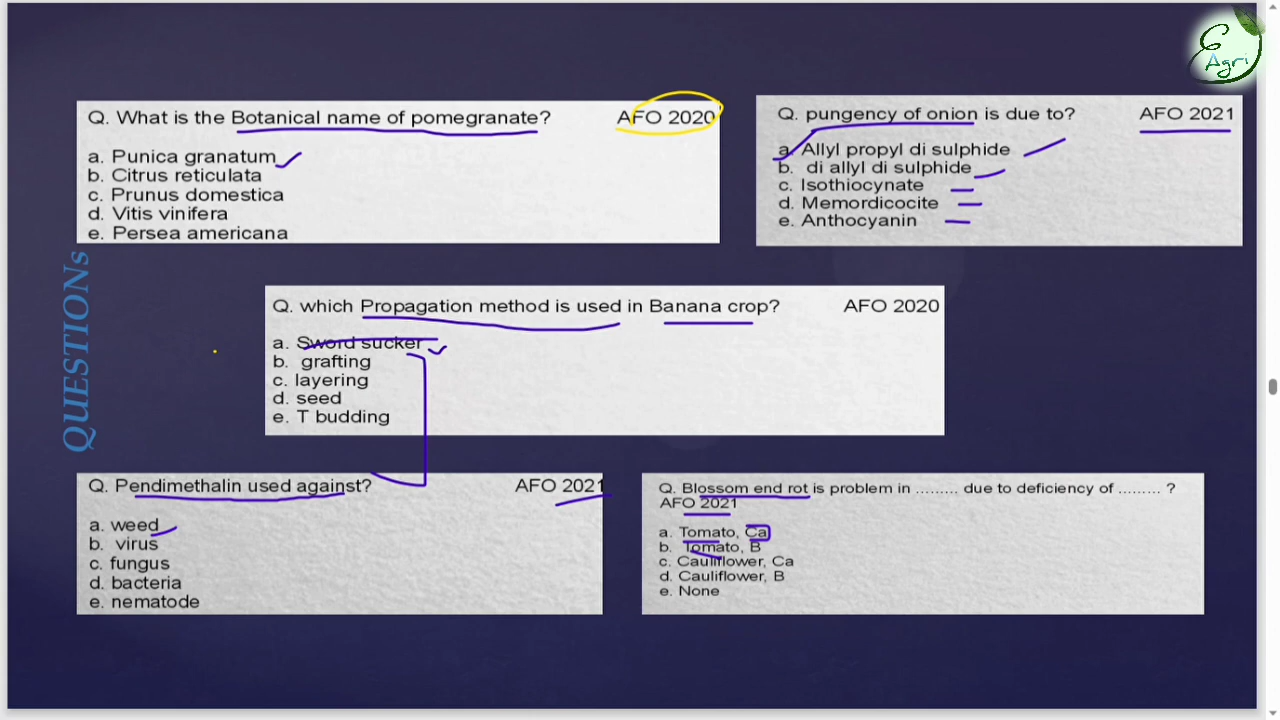 E
Agri
Q. What is the Botanical name of pomegranate? AFO 2020
a. Punica granatum
b. Citrus reticulata
c. Prunus domestica
d. Vitis vinifera
e. Persea americana
Q. pungency of onion is due to? AFO 2021
a. Allyl propyl di sulphide
b. di allyl di sulphide
c. Isothiocynate
d. Memordicocite
e. Anthocyanin
QUESTIONs
Q. which Propagation method is used in Banana crop? AFO 2020
a. Sword sucker
b. grafting
c. layering
d. seed
e. T budding
Q. Pendimethalin used against? AFO 2021
a. weed
b. virus
c. fungus
d. bacteria
e. nematode
Q. Blossom end rot is problem in ......... due to deficiency of ......... ?
AFO 2021
a. Tomato, Ca
b. Tomato, B
c. Cauliflower, Ca
d. Cauliflower, B
e. None